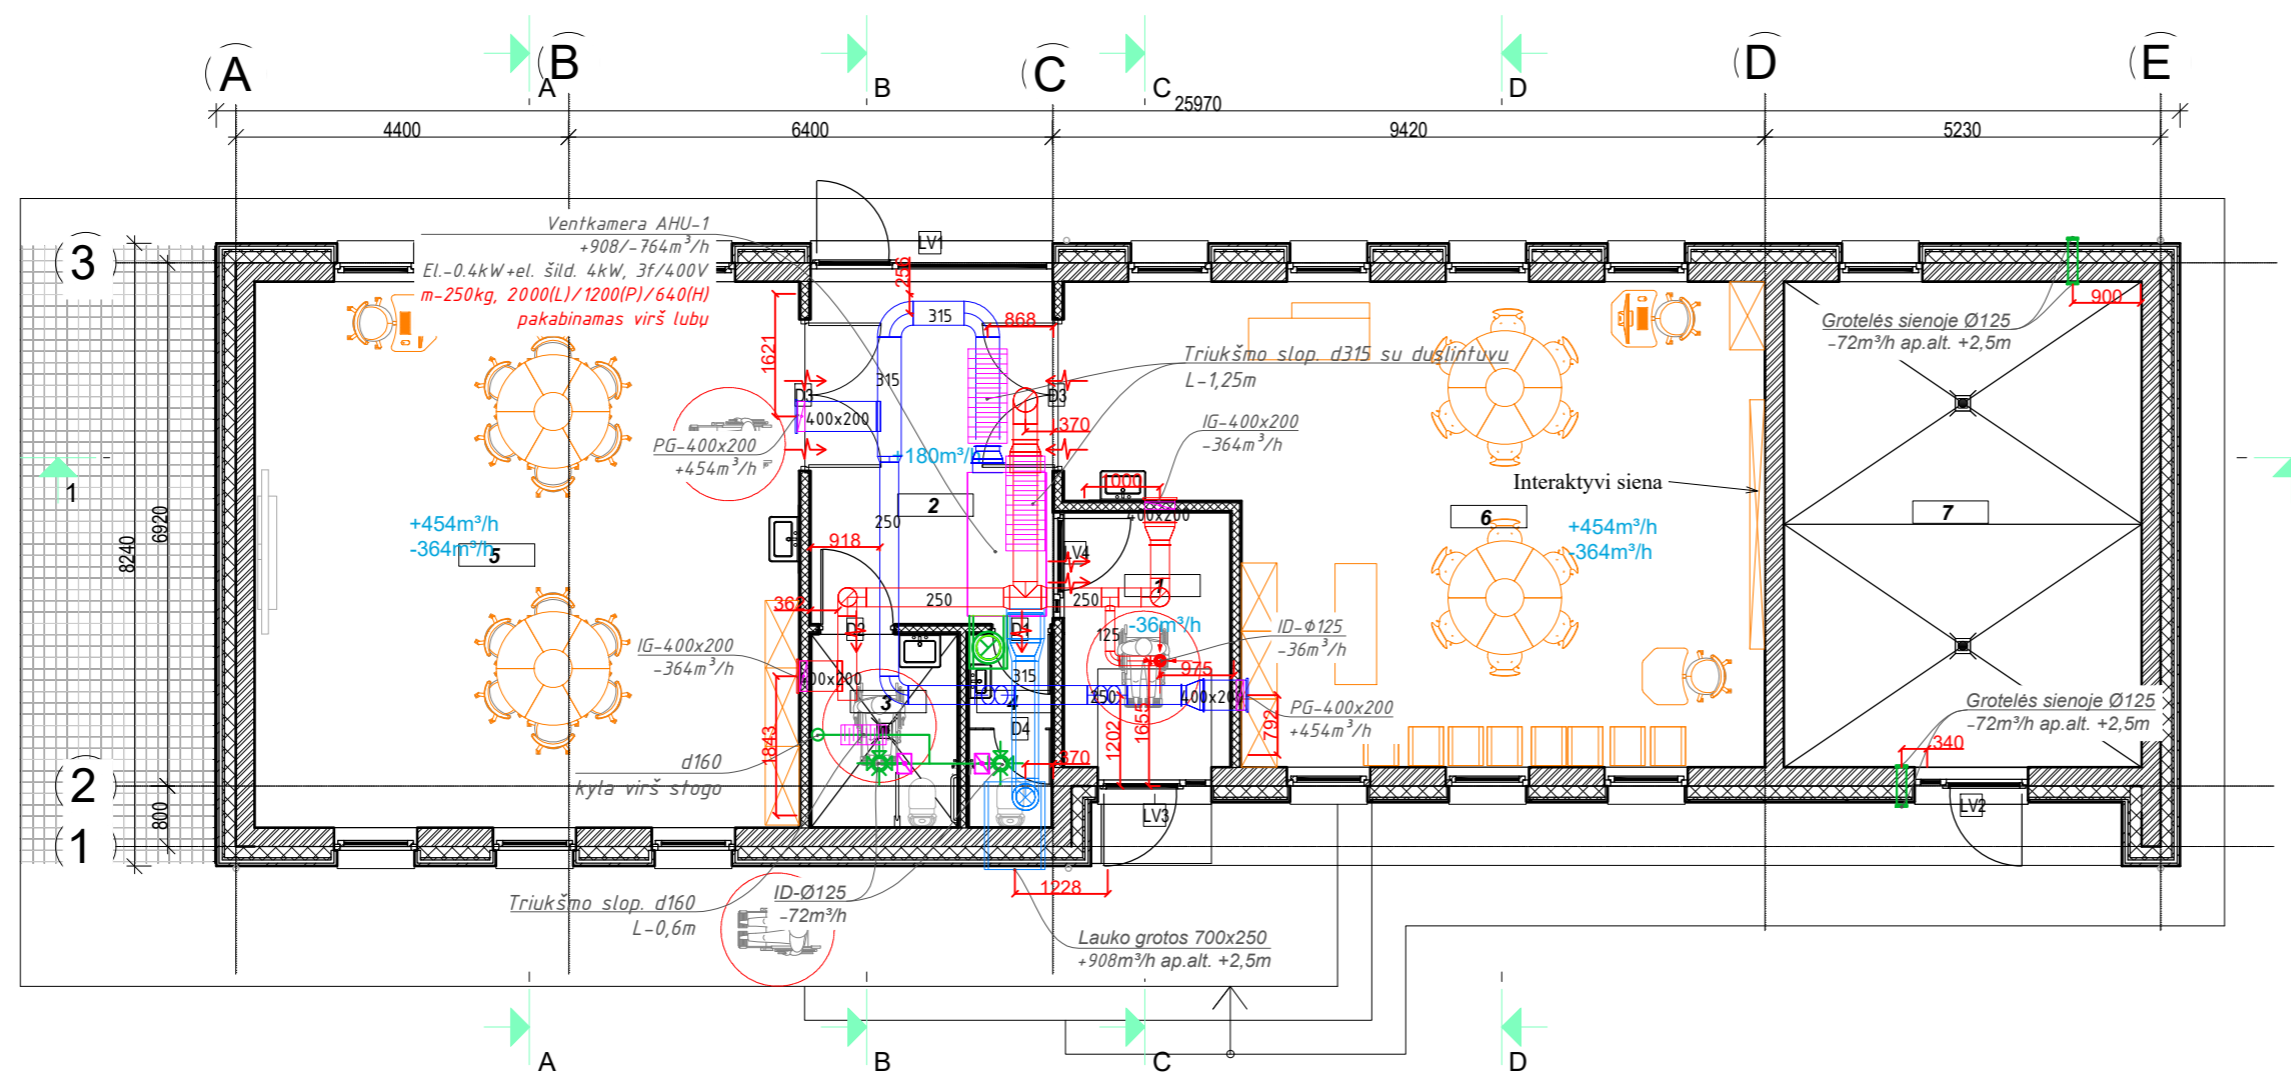 A
B
C
D
E
A
B
C
D
25970
4400
6400
9420
5230
3
2
1
8240
6920
800
1
Ventkamera AHU-1
+908/-764m³/h
El.-0.4kW+el. šild. 4kW, 3f/400V
m-250kg, 2000(L)/1200(P)/640(H)
pakabinamas virš lubų
LV1
256
315
868
900
Grotelės sienoje Ø125
-72m³/h ap.alt. +2,5m
1621
315
Triukšmo slop. d315 su duslintuvu
L-1,25m
D3
D3
400x200
370
PG-400x200
+454m³/h
IG-400x200
-364m³/h
+180m³/h
1000
Interaktyvi siena
2
400x200
6
7
250
+454m³/h
-364m³/h
5
+454m³/h
-364m³/h
918
LV4
1
362
250
250
D2
D1
125
-36m³/h
ID-Φ125
-36m³/h
IG-400x200
-364m³/h
400x200
315
975
3
4
250
400x200
PG-400x200
+454m³/h
Grotelės sienoje Ø125
-72m³/h ap.alt. +2,5m
D4
1843
1202
1655
792
340
370
d160
kyla virš stogo
LV3
LV2
1228
Triukšmo slop. d160
L-0,6m
ID-Ø125
-72m³/h
Lauko grotos 700x250
+908m³/h ap.alt. +2,5m
A
B
C
D